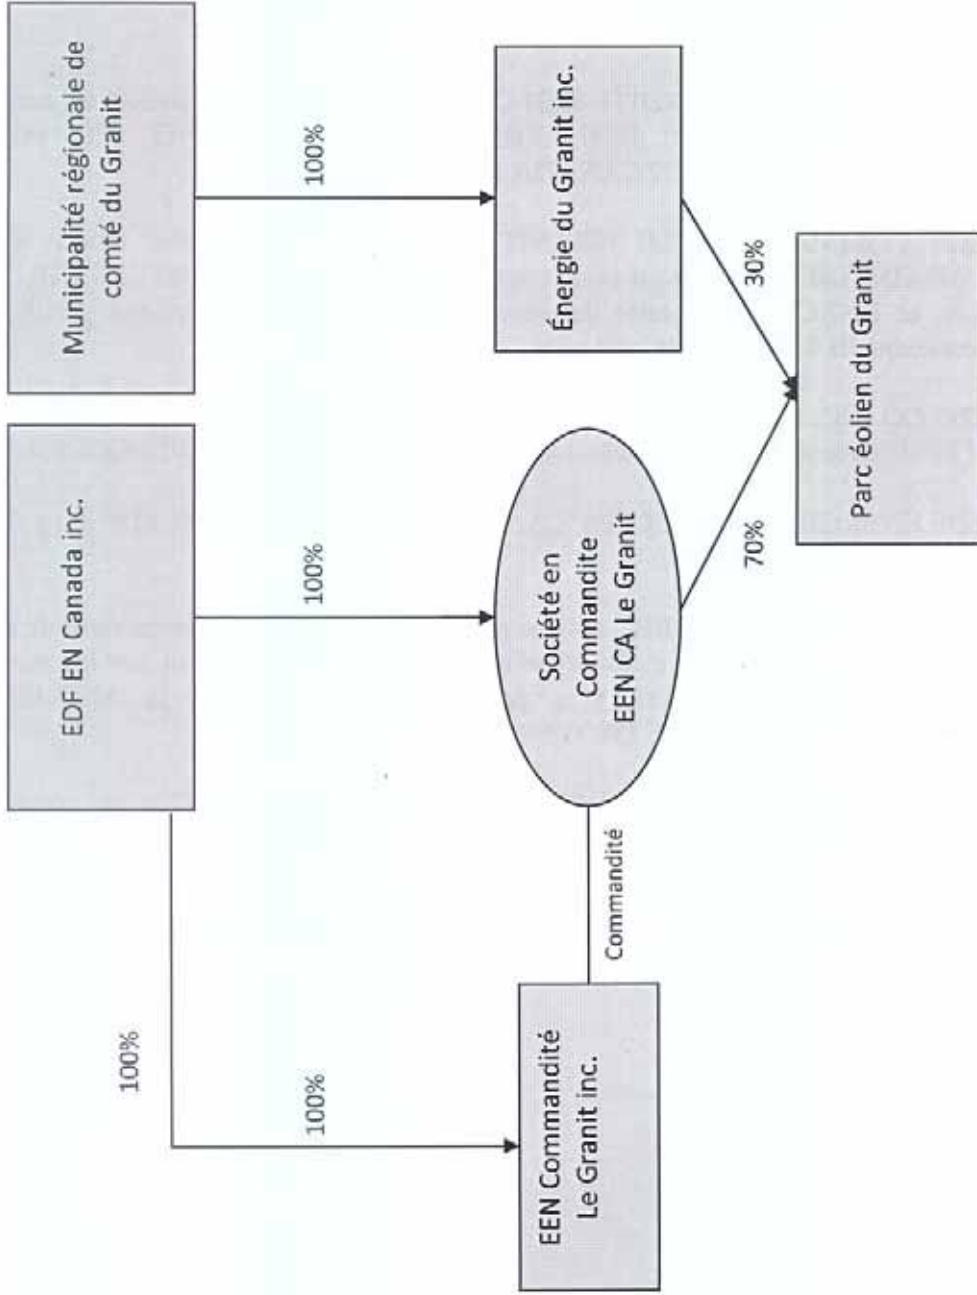 EDF EN Canada inc.
Municipalité régionale de
comté du Granit
100%
100%
100%
100%
EEN Commandité
Le Granit inc.
Commandité
Société en
Commandite
EEN CA Le Granit
Énergie du Granit inc.
70%
30%
Parc éolien du Granit